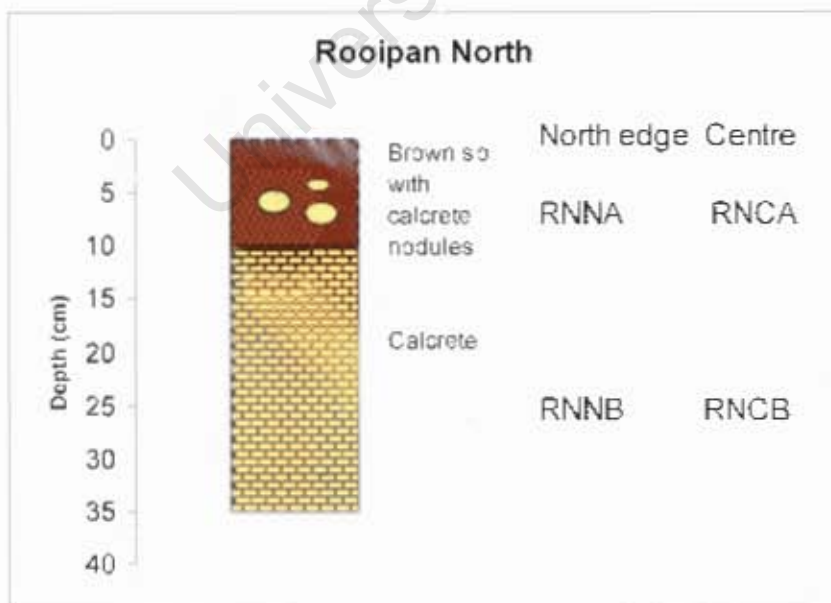 Univers
Rooipan North
0
5
10
15
20
25
30
35
40
Depth (cm)
Brown so
with
calcrete
nodules
Calcrete
North edge Centre
RNNA RNCA
RNNB RNCB